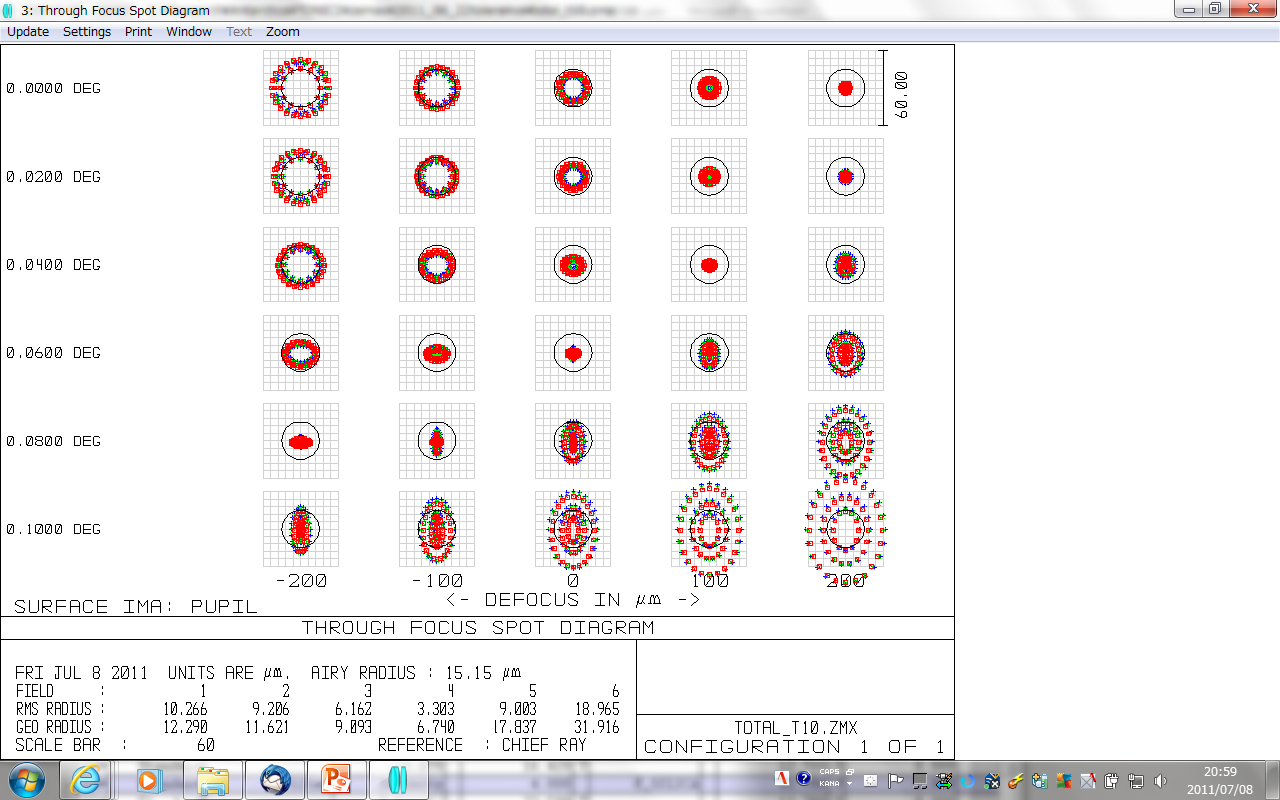 3: Through Focus Spot Diagram
Update Settings Print Window Text Zoom
0.0000 DEG
60.00
0.0200 DEG
0.0400 DEG
0.0600 DEG
0.0800 DEG
0.1000 DEG
-200 -100 0 100 200
<- DEFOCUS IN µm ->
SURFACE IMA: PUPIL
THROUGH FOCUS SPOT DIAGRAM
FRI JUL 8 2011 UNITS ARE µm. AIRY RADIUS : 15.15 µm
FIELD : 1 2 3 4 5 6
RMS RADIUS : 10.266 9.206 6.162 3.303 9.003 18.965
GEO RADIUS : 12.290 11.621 9.093 6.740 17.837 31.916
SCALE BAR : 60 REFERENCE : CHIEF RAY
TOTAL_T10.ZMX
CONFIGURATION 1 OF 1
A CAPS
KANA
20:59
2011/07/08